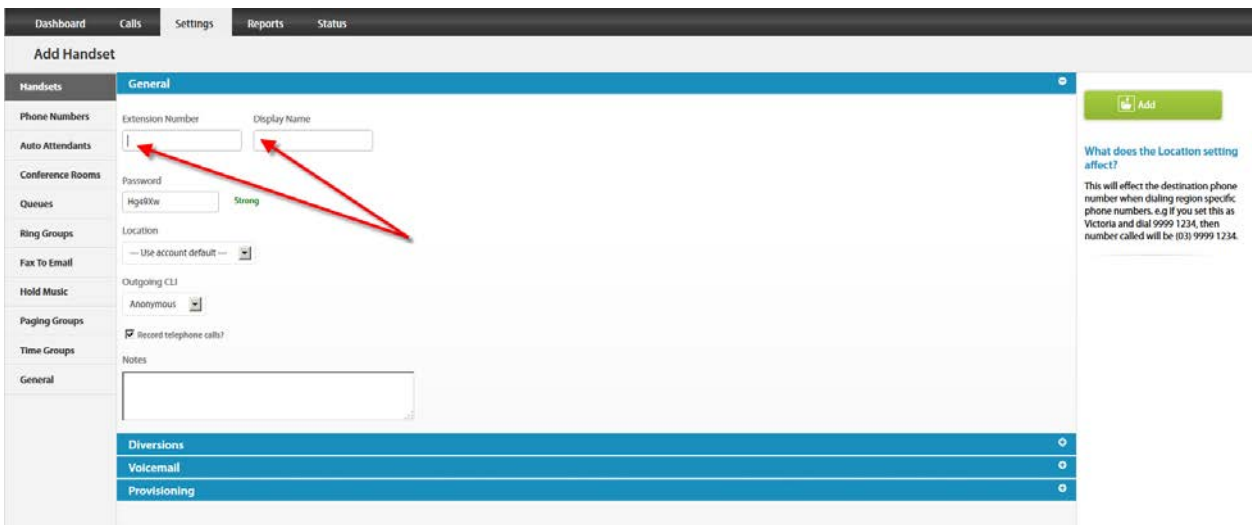 Dashboard Calls Settings Reports Status
Add Handset
Handsets
Phone Numbers
Auto Attendants
Conference Rooms
Queues
Ring Groups
Fax To Email
Hold Music
Paging Groups
Time Groups
General
General
Extension Number Display Name
Password
Hg49Xw Strong
Location
--- Use account default ---
Outgoing CLI
Anonymous
Record telephone calls?
Notes
Diversions
Voicemail
Provisioning
Add
What does the Location setting
affect?
This will effect the destination phone
number when dialing region specific
phone numbers. e.g if you set this as
Victoria and dial 9999 1234, then
number called will be (03) 9999 1234.